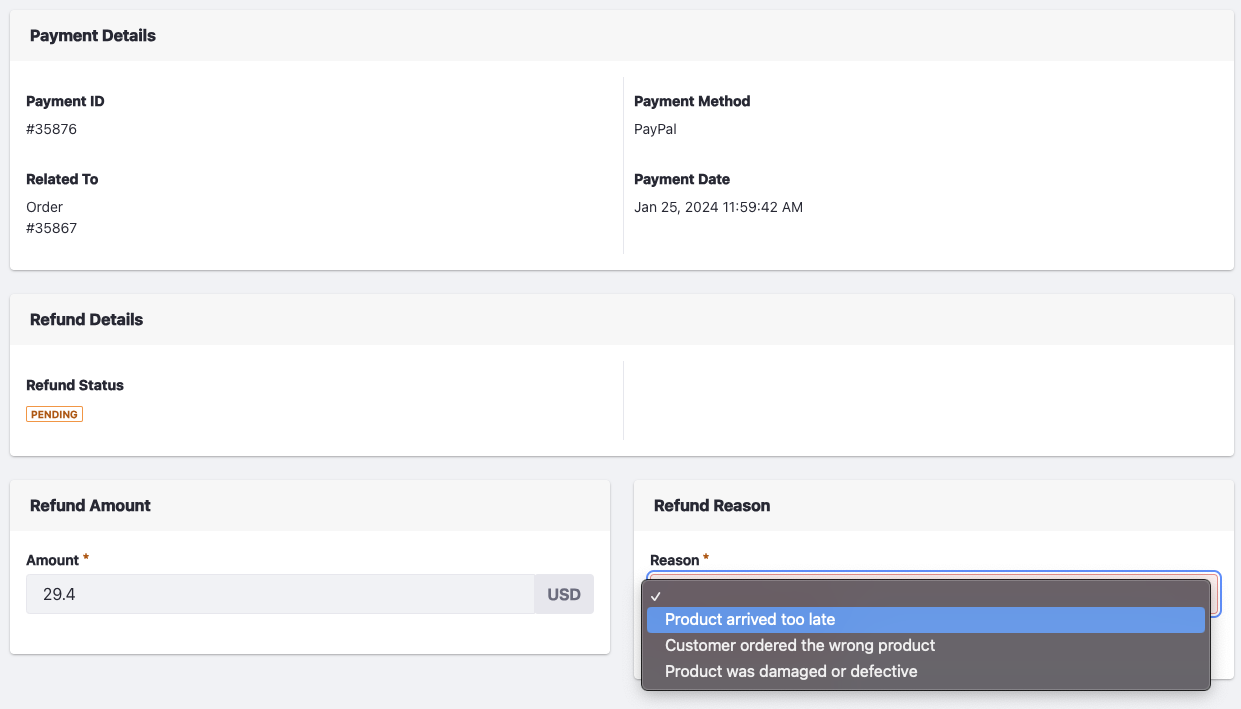 Payment Details
Payment ID
#35876
Related To
Order
#35867
Payment Method
PayPal
Payment Date
Jan 25, 2024 11:59:42 AM
Refund Details
Refund Status
PENDING
Refund Amount
Amount *
29.4 USD
Refund Reason
Reason *
✓
Product arrived too late
Customer ordered the wrong product
Product was damaged or defective